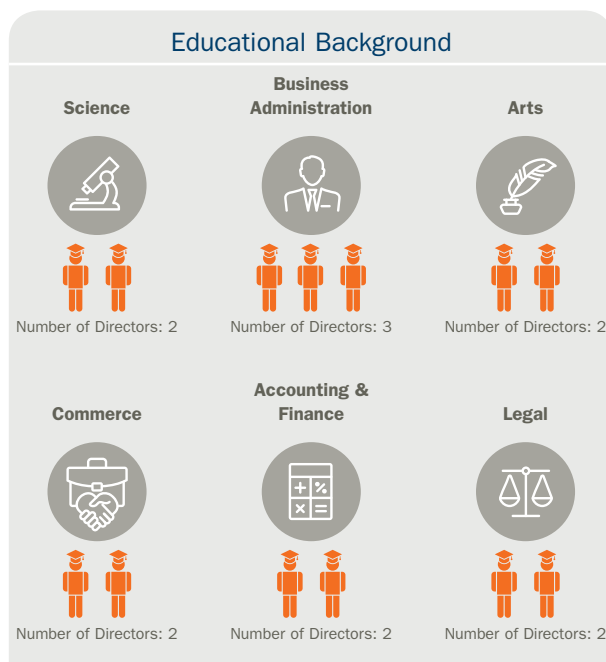 Educational Background
Science
Business
Administration
Arts
Number of Directors: 2
Number of Directors: 3
Number of Directors: 2
Commerce
Accounting &
Finance
Legal
+ %
× =
Number of Directors: 2
Number of Directors: 2
Number of Directors: 2